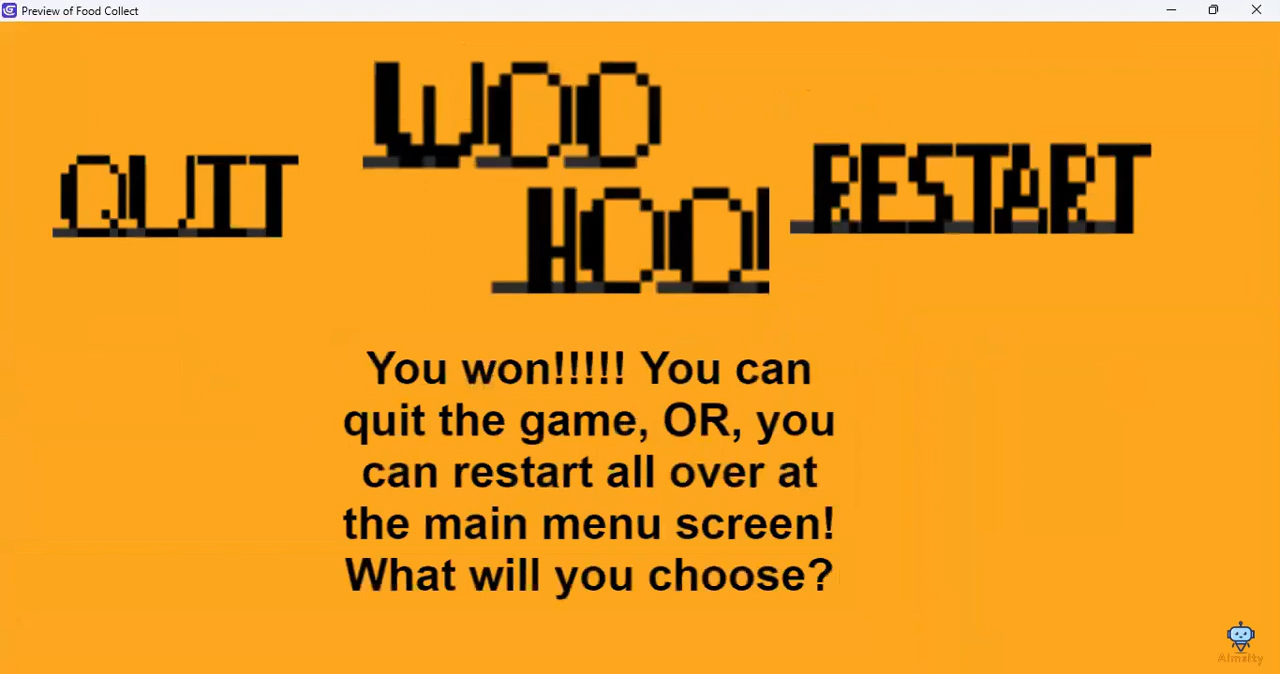 Preview of Food Collect
WOO
HOO!
QUIT
RESTART
You won!!!!! You can
quit the game, OR, you
can restart all over at
the main menu screen!
What will you choose?
Almalty